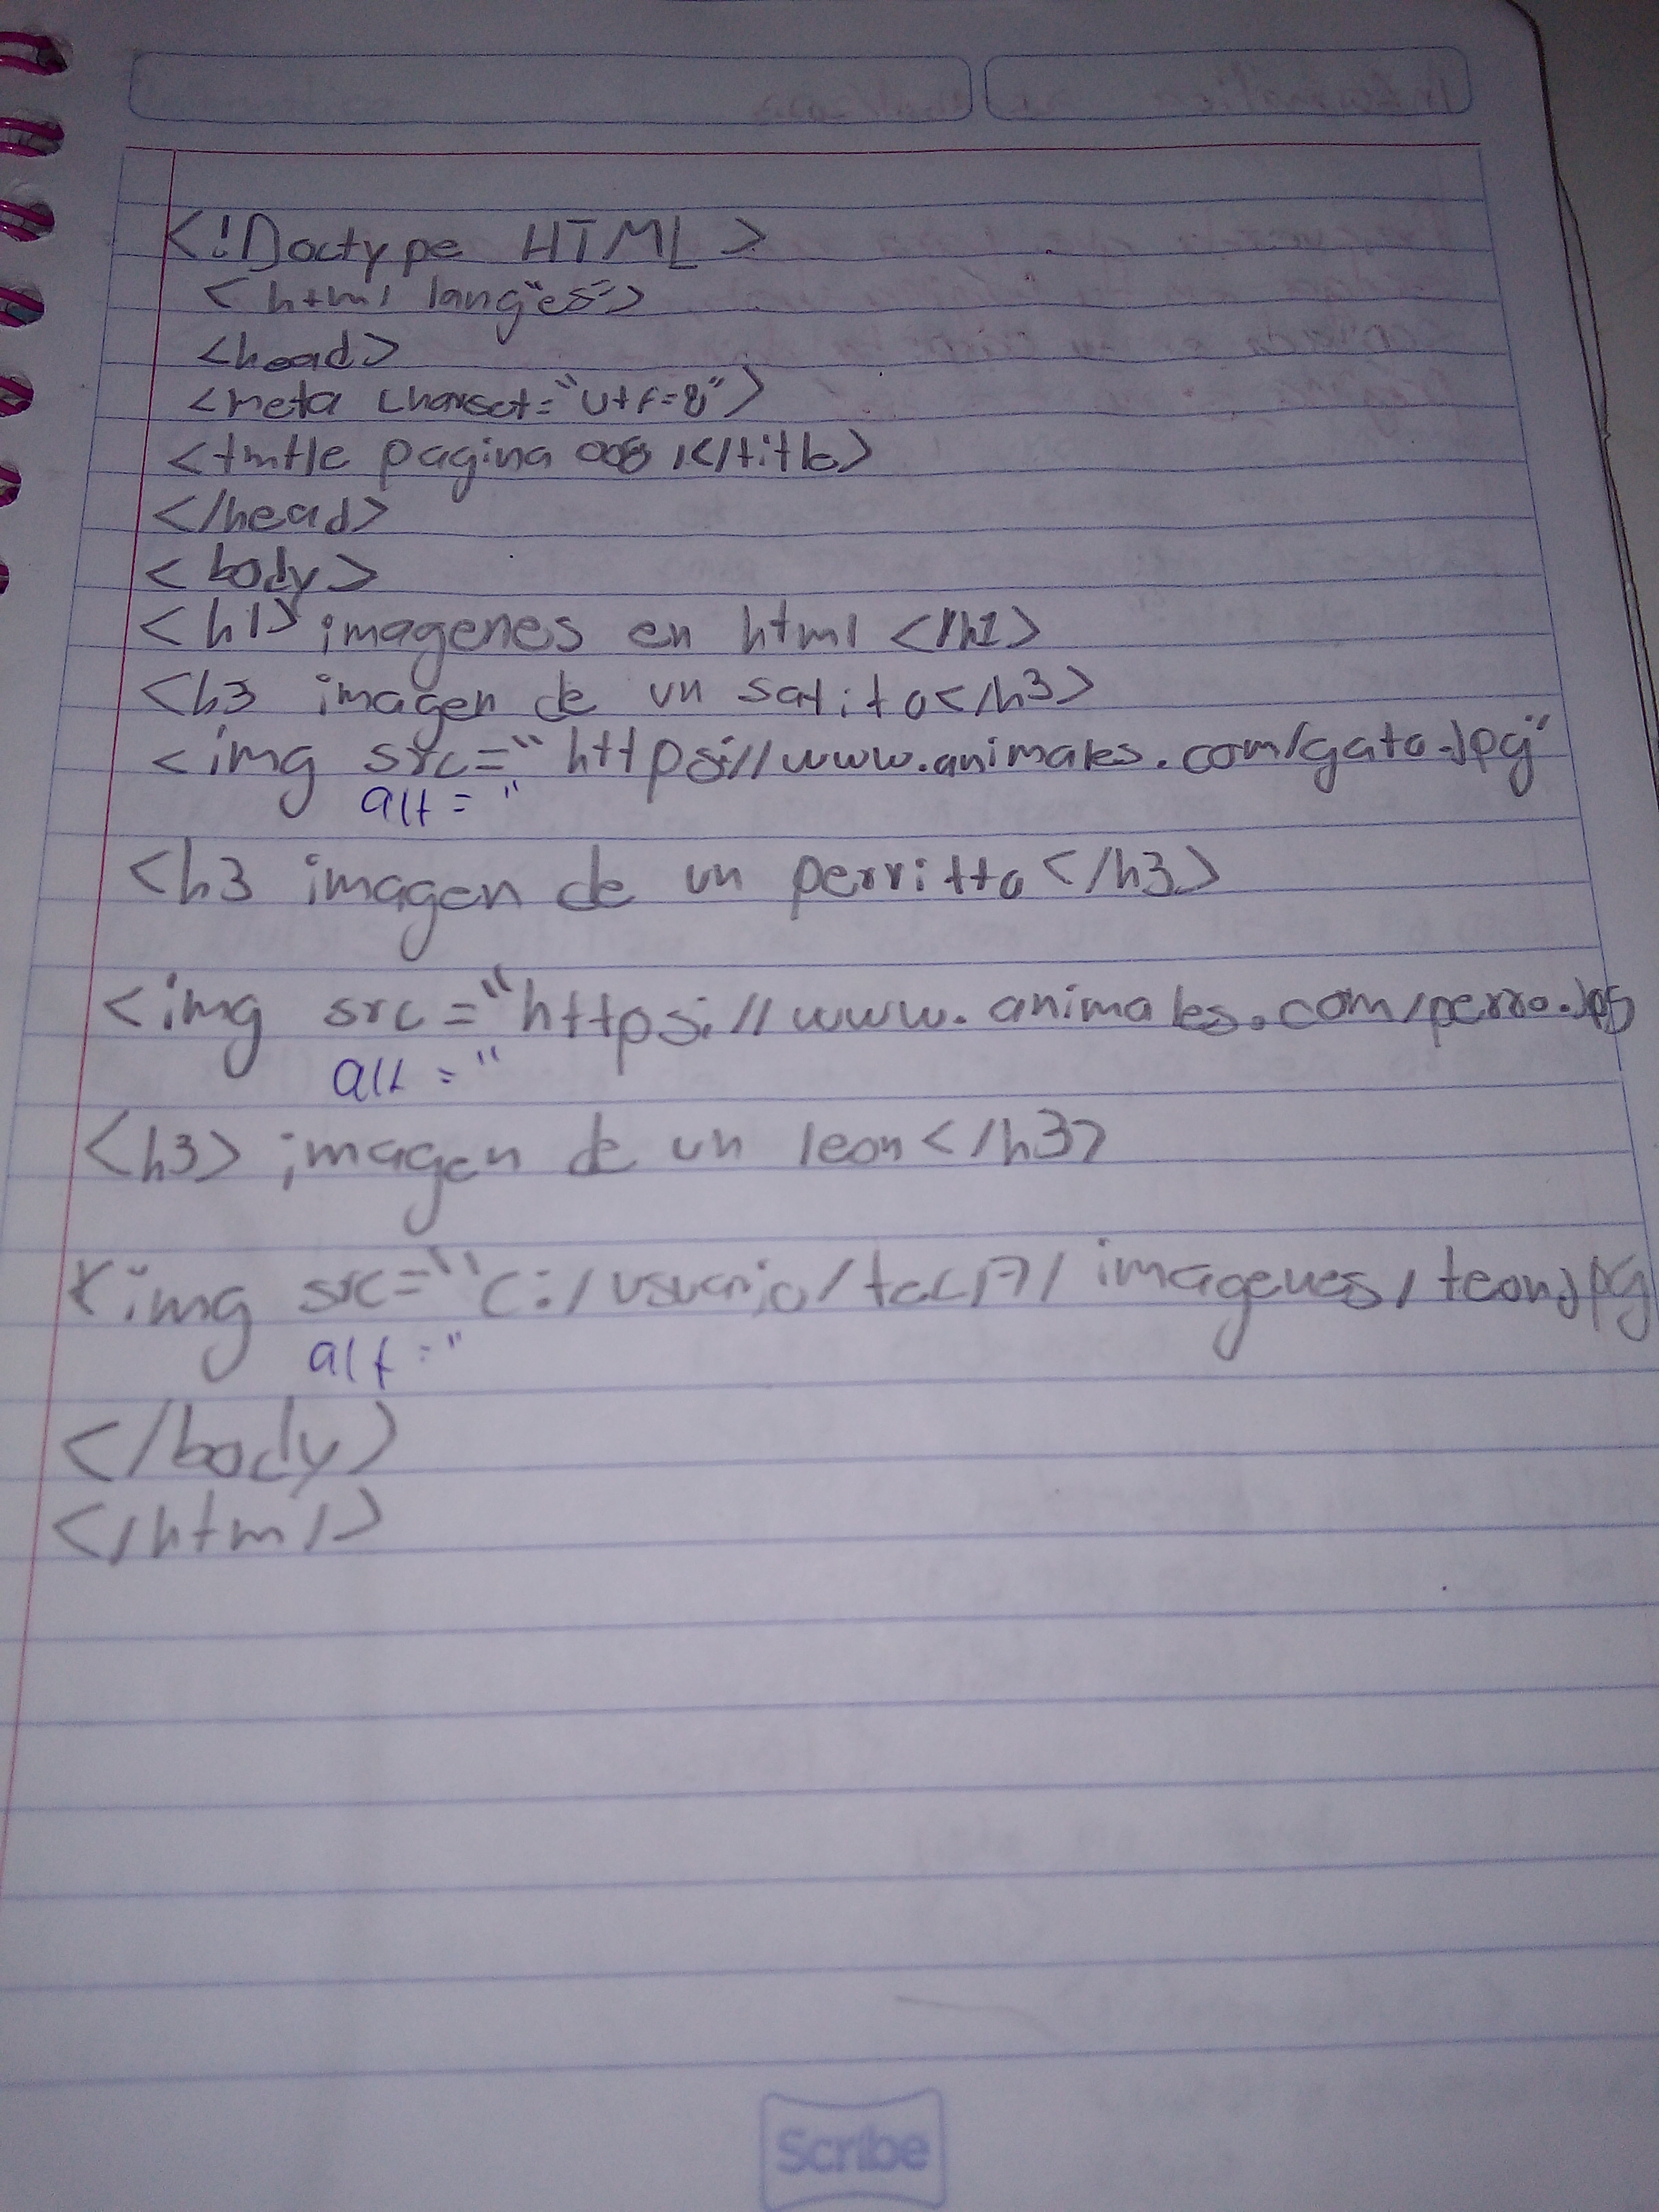 <!Doctype HTML>
<html lang"es">
<head>
<meta charset="utf=8">
<tmtle pagina 008 1</title>
</head>
<body>
<h1> imagenes en html </h1>
<h3 imagen de un satito</h3>
<img src="https://www.animales.com/gato.jpg"
alt="
<h3 imagen de un perritto</h3>
<img src="https://www.animales.com/perro.jpg
alt="
<h3> imagen de un leon</h3>
<img src="c:/usuario/tecA/imagenes/teon.jpg
alt="
</body>
</html>
Scribe